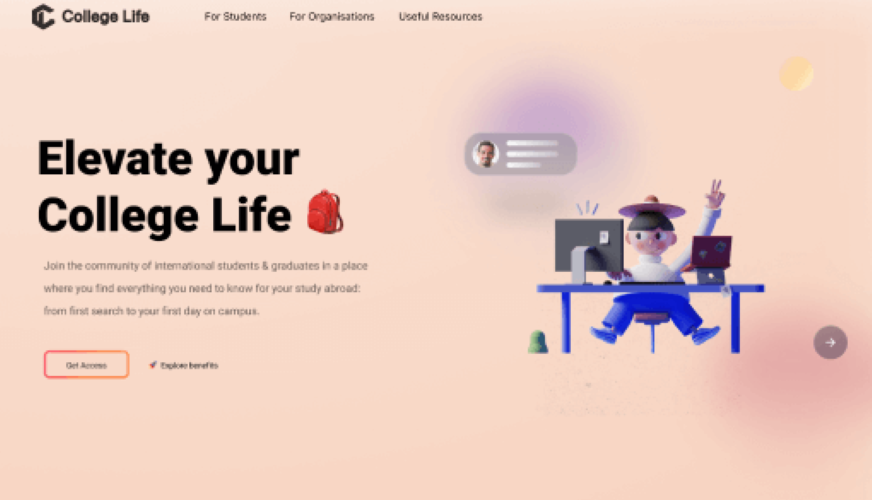 College Life
For Students
For Organisations
Useful Resources
Elevate your
College Life
Join the community of international students & graduates in a place
where you find everything you need to know for your study abroad:
from first search to your first day on campus.
Get Access
Explore benefits